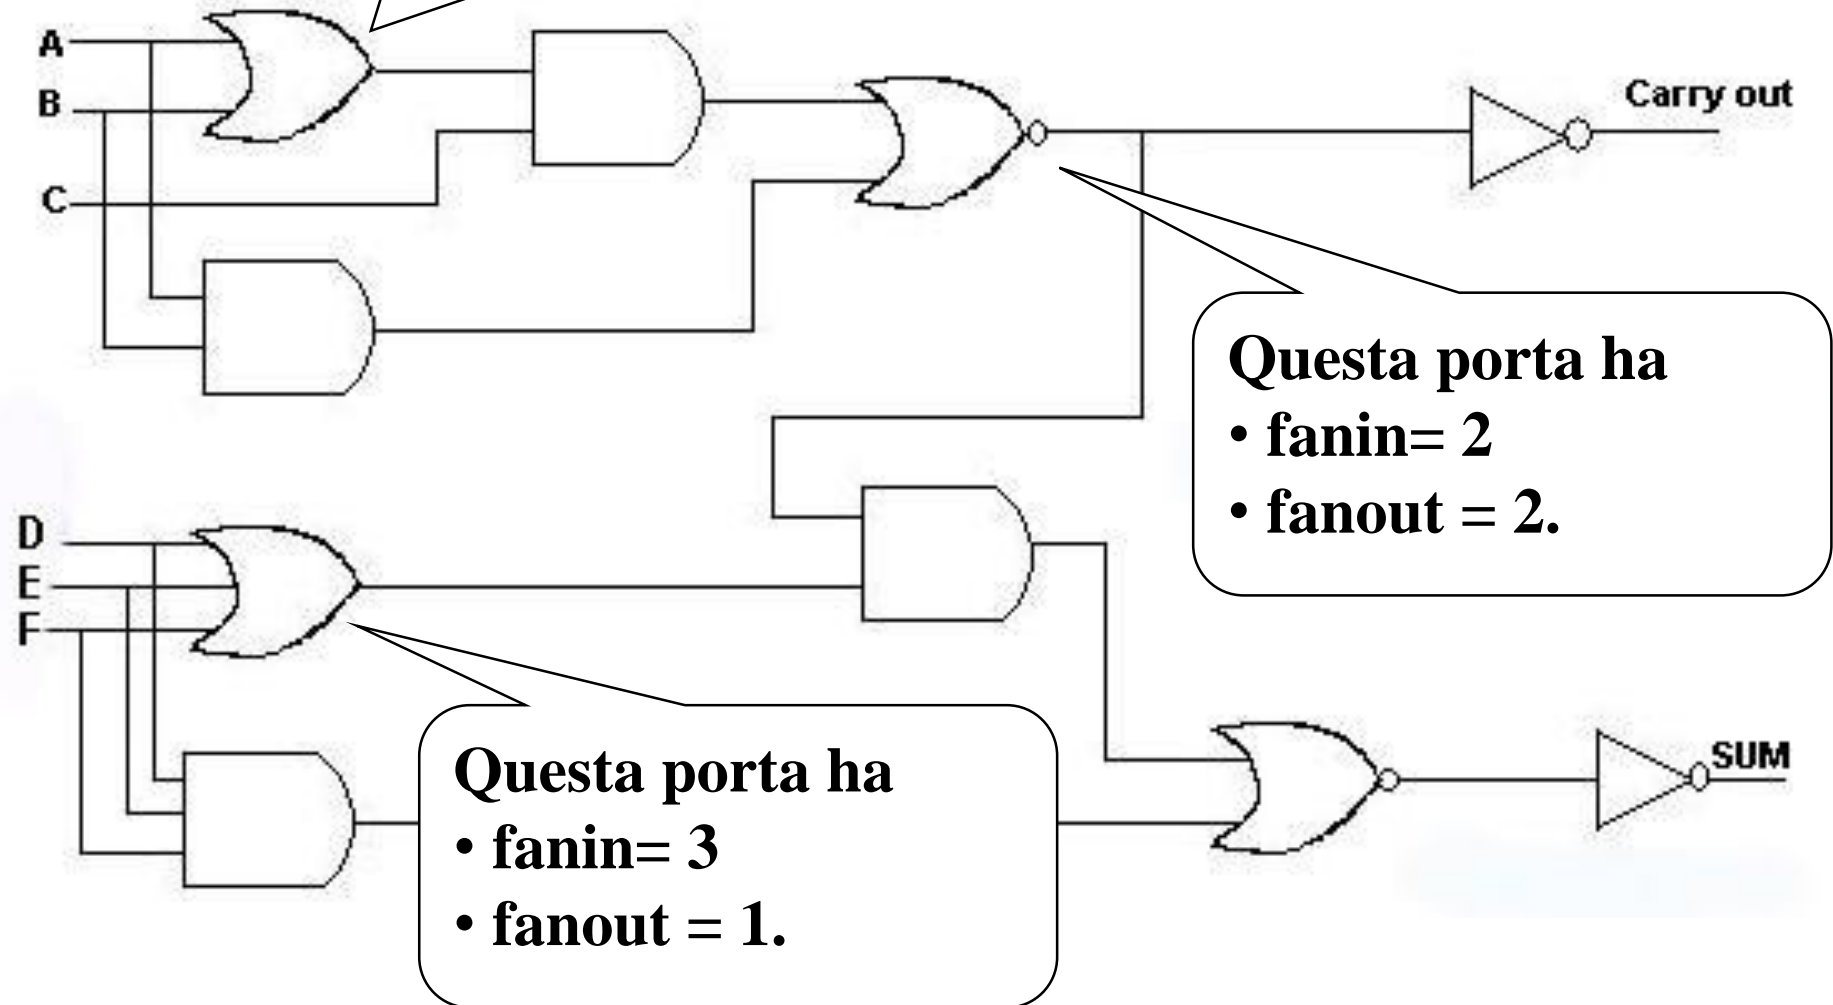 A
B
C
Carry out
Questa porta ha
• fanin= 2
• fanout = 2.
D
E
F
Questa porta ha
• fanin= 3
• fanout = 1.
SUM